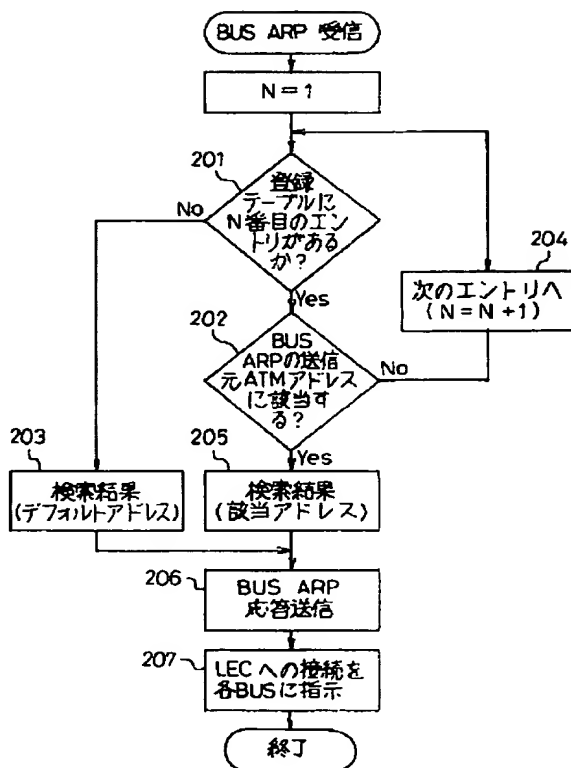 BUS ARP 受信
N=1
201
登録
テーブルに
N番目のエン
トリがある
か?
No
Yes
204
次のエントリへ
(N=N+1)
202
BUS
ARPの送信
元ATMアドレス
に該当す
る?
No
Yes
203
検索結果
(デフォルトアドレス)
205
検索結果
(該当アドレス)
206
BUS ARP
応答送信
207
LECへの接続を
各BUSに指示
終了